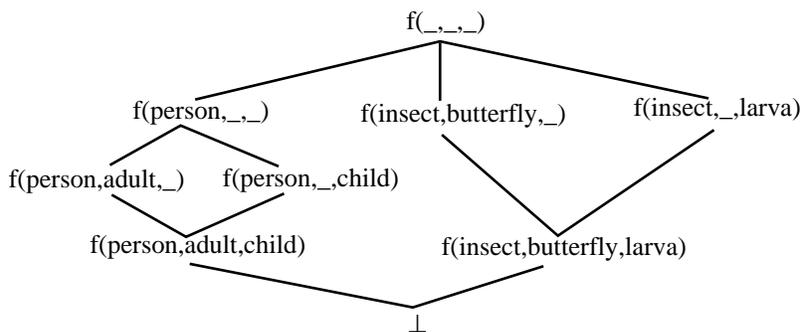 f(_,_,_)
f(person,_,_) f(insect,butterfly,_) f(insect,_,larva)
f(person,adult,_) f(person,_,child)
f(person,adult,child) f(insect,butterfly,larva)
⊥